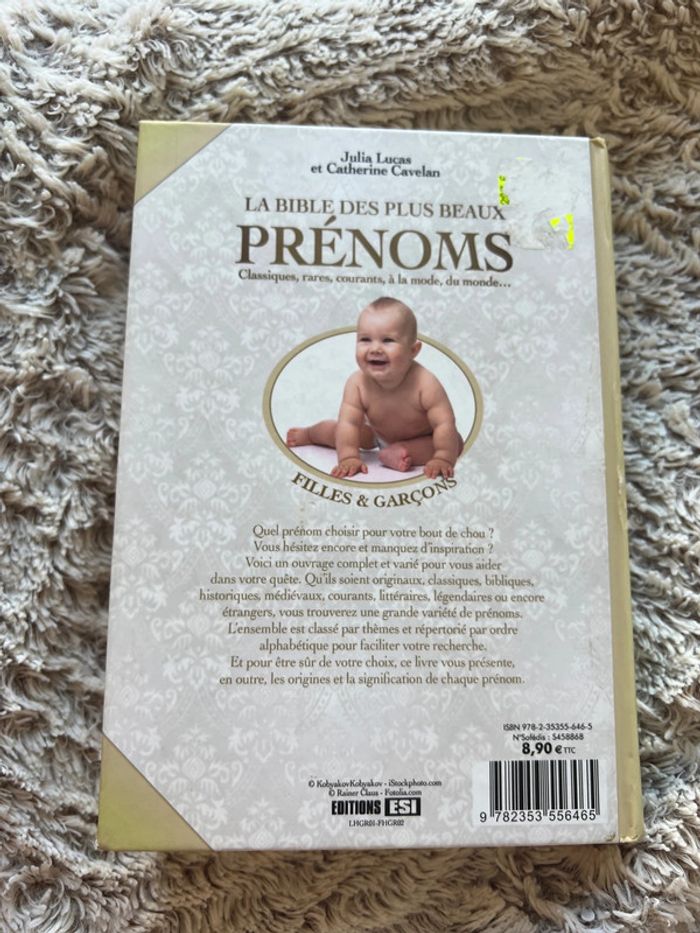 Julia Lucas
et Catherine Cavelan
LA BIBLE DES PLUS BEAUX
PRÉNOMS
Classiques, rares, courants, à la mode, du monde...
FILLES & GARÇONS
Quel prénom choisir pour votre bout de chou ?
Vous hésitez encore et manquez d'inspiration ?
Voici un ouvrage complet et varié pour vous aider
dans votre quête. Qu'ils soient originaux, classiques, bibliques,
historiques, médiévaux, courants, littéraires, légendaires ou encore
étrangers, vous trouverez une grande variété de prénoms.
L'ensemble est classé par thèmes et répertorié par ordre
alphabétique pour faciliter votre recherche.
Et pour être sûr de votre choix, ce livre vous présente,
en outre, les origines et la signification de chaque prénom.
ISBN 978-2-35355-646-5
N°Sofédis : S458868
8,90 € TTC
© KobyakovKobyakov - iStockphoto.com
© Rainer Claus - Fotolia.com
EDITIONS ESI
LHGR01-FHGR02
9 782353 556465